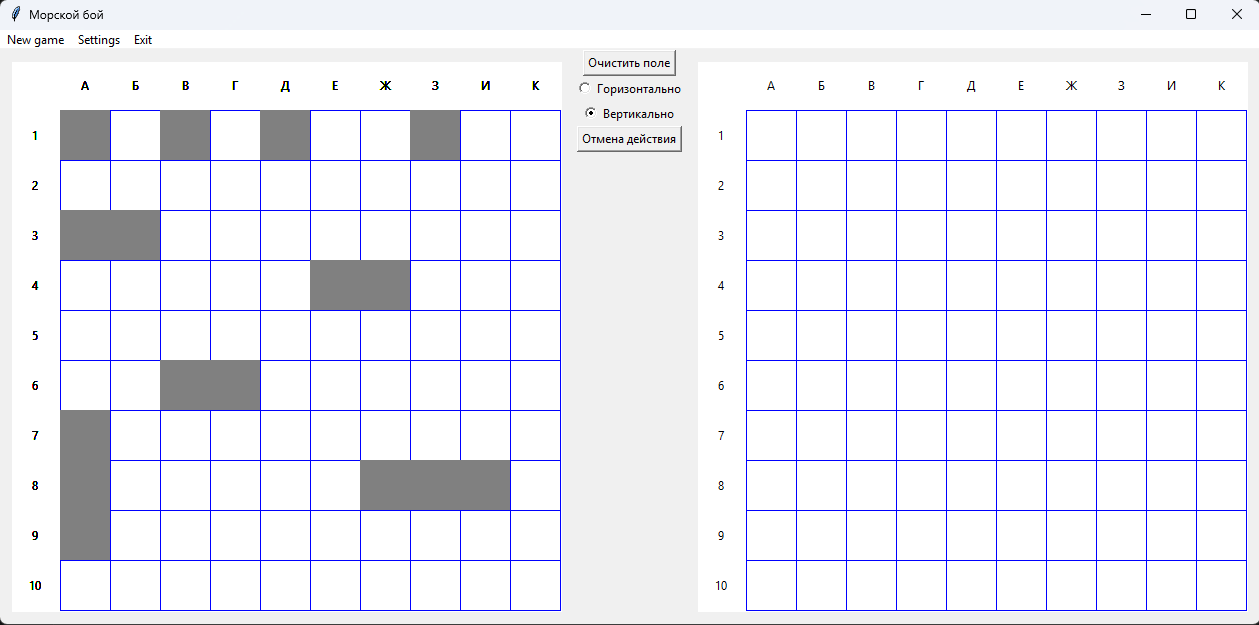 Морской бой
New game Settings Exit
А Б В Г Д Е Ж З И К
1
2
3
4
5
6
7
8
9
10
Очистить поле
Горизонтально
Вертикально
Отмена действия
А Б В Г Д Е Ж З И К
1
2
3
4
5
6
7
8
9
10